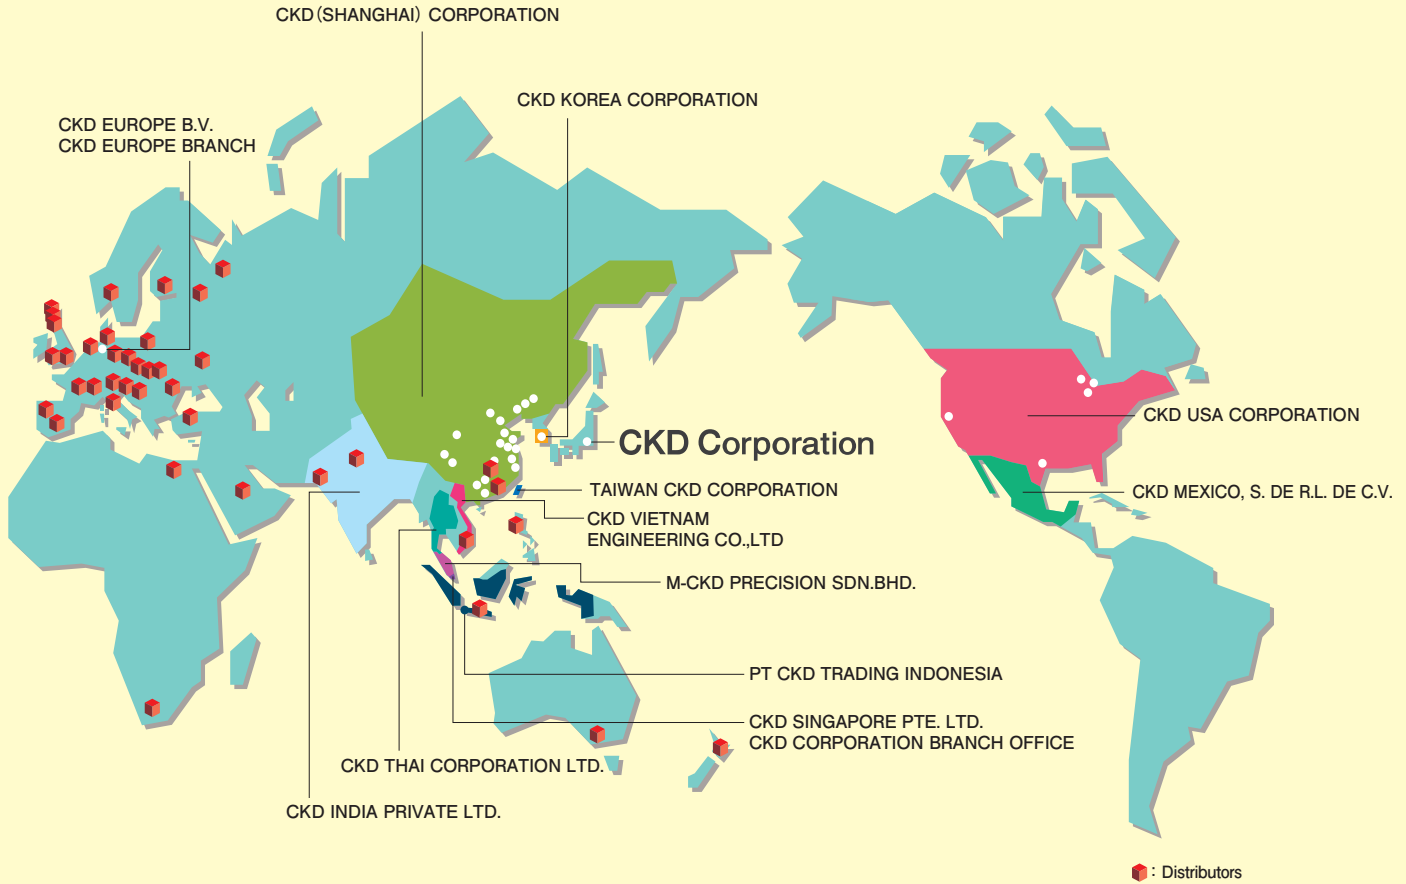 CKD(SHANGHAI) CORPORATION
CKD KOREA CORPORATION
CKD EUROPE B.V.
CKD EUROPE BRANCH
CKD USA CORPORATION
CKD Corporation
TAIWAN CKD CORPORATION
CKD MEXICO, S. DE R.L. DE C.V.
CKD VIETNAM
ENGINEERING CO.,LTD
M-CKD PRECISION SDN.BHD.
PT CKD TRADING INDONESIA
CKD SINGAPORE PTE. LTD.
CKD CORPORATION BRANCH OFFICE
CKD THAI CORPORATION LTD.
CKD INDIA PRIVATE LTD.
: Distributors